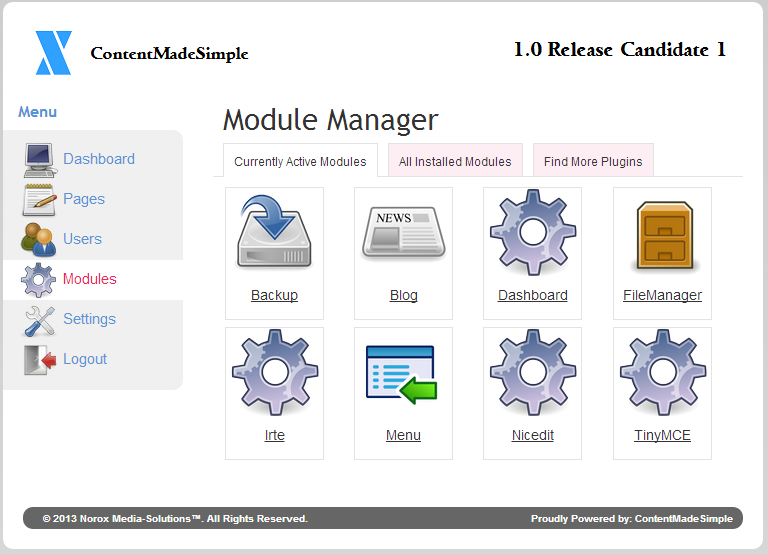 ContentMadeSimple
1.0 Release Candidate 1
Menu
Dashboard
Pages
Users
Modules
Settings
Logout
Module Manager
Currently Active Modules
All Installed Modules
Find More Plugins
NEWS
Backup
Blog
Dashboard
FileManager
Irte
Menu
Nicedit
TinyMCE
© 2013 Norox Media-Solutions™. All Rights Reserved.
Proudly Powered by: ContentMadeSimple